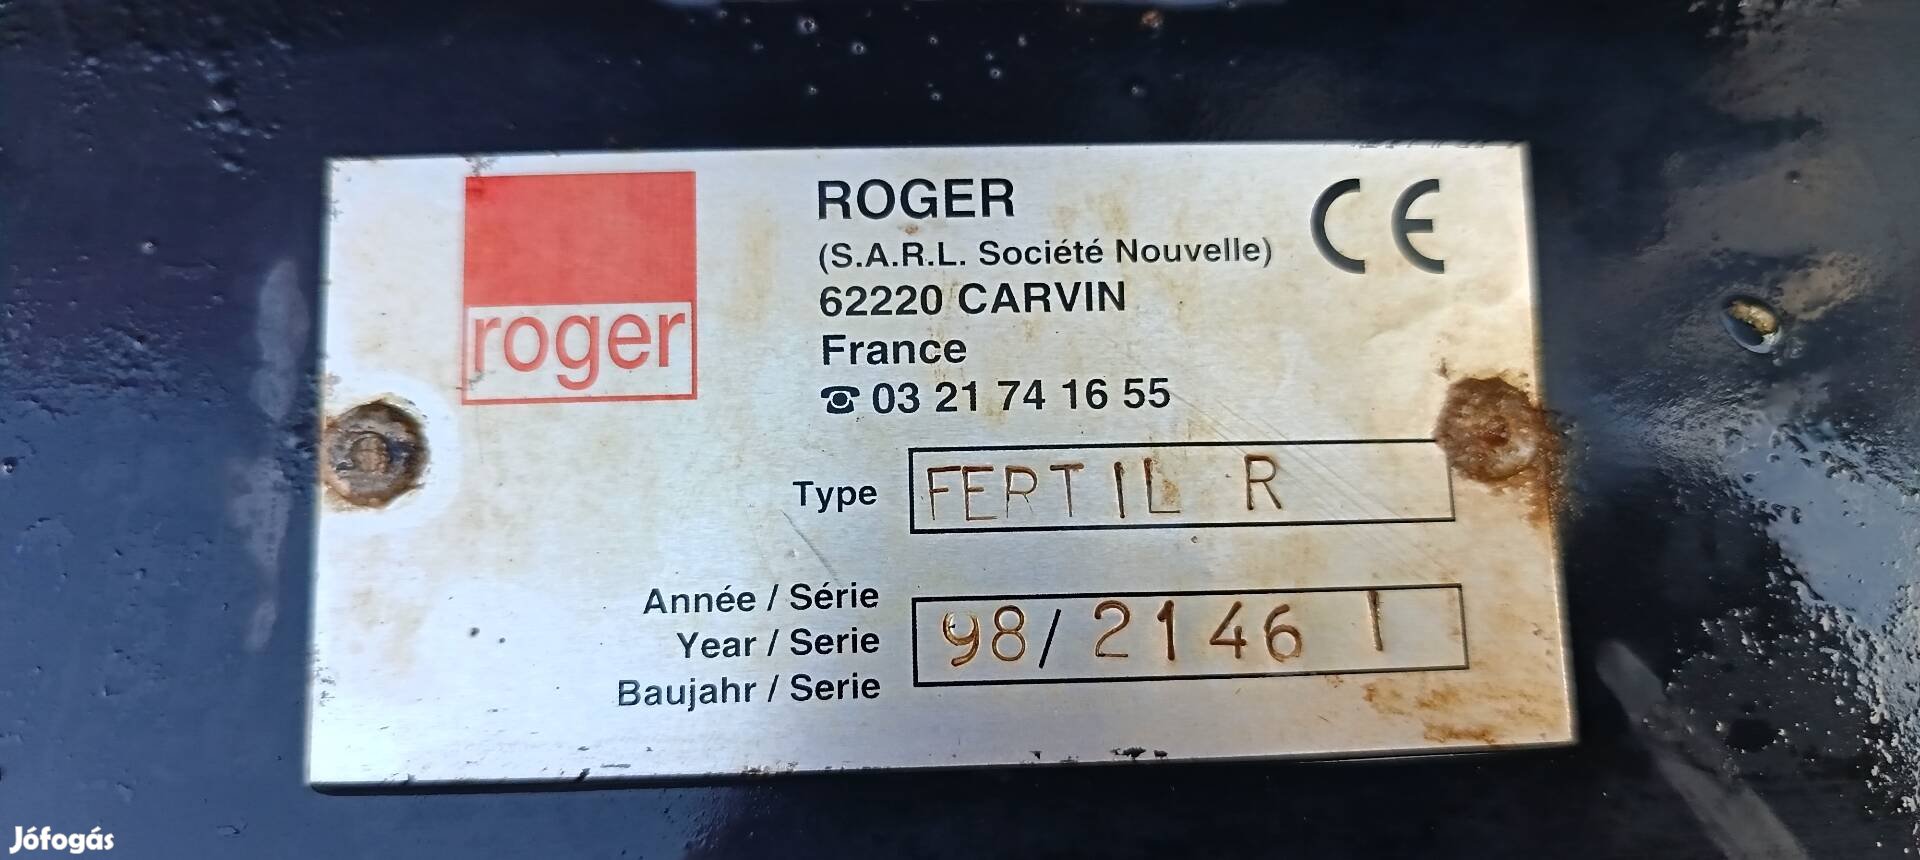 roger
ROGER
(S.A.R.L. Société Nouvelle)
62220 CARVIN
France
☎ 03 21 74 16 55
CE
Type FERTIL R
Année / Série
Year / Serie 98/2146 1
Baujahr / Serie
Jófogás